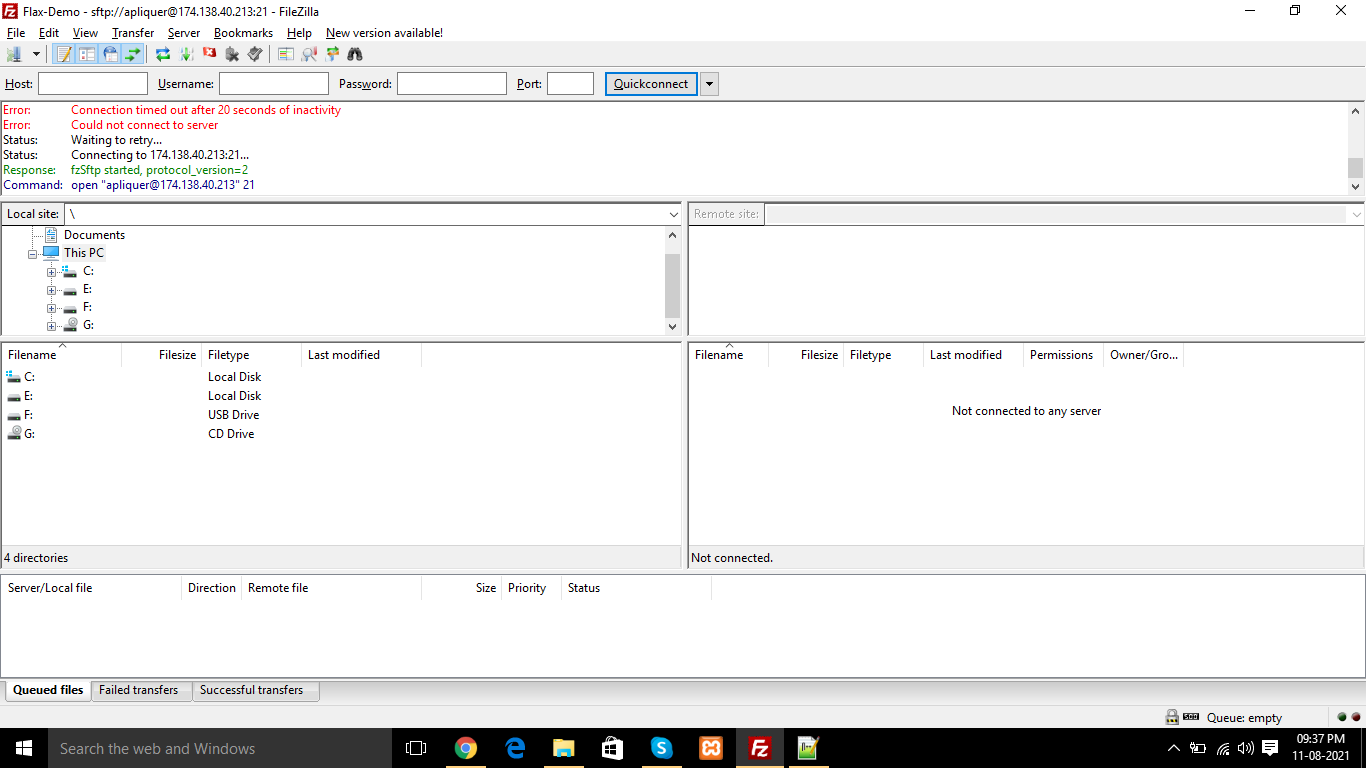 Flax-Demo - sftp://apliquer@174.138.40.213:21 - FileZilla
File Edit View Transfer Server Bookmarks Help New version available!
Host: Username: Password: Port: Quickconnect
Error: Connection timed out after 20 seconds of inactivity
Error: Could not connect to server
Status: Waiting to retry...
Status: Connecting to 174.138.40.213:21...
Response: fzSftp started, protocol_version=2
Command: open "apliquer@174.138.40.213" 21
Local site: \
Remote site:
Documents
This PC
C:
E:
F:
G:
Filename Filesize Filetype Last modified
C: Local Disk
E: Local Disk
F: USB Drive
G: CD Drive
4 directories
Filename Filesize Filetype Last modified Permissions Owner/Gro...
Not connected to any server
Not connected.
Server/Local file Direction Remote file Size Priority Status
Queued files Failed transfers Successful transfers
Queue: empty
Search the web and Windows
09:37 PM
11-08-2021